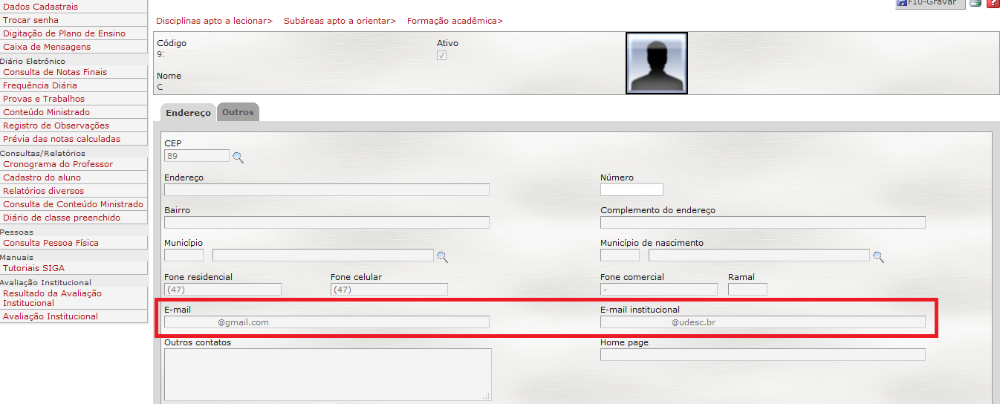 Dados Cadastrais
Trocar senha
Digitação de Plano de Ensino
Caixa de Mensagens
Diário Eletrônico
Consulta de Notas Finais
Frequência Diária
Provas e Trabalhos
Conteúdo Ministrado
Registro de Observações
Prévia das notas calculadas
Consultas/Relatórios
Cronograma do Professor
Cadastro do aluno
Relatórios diversos
Consulta de Conteúdo Ministrado
Diário de classe preenchido
Pessoas
Consulta Pessoa Física
Manuais
Tutoriais SIGA
Avaliação Institucional
Resultado da Avaliação
Institucional
Avaliação Institucional
F10-Gravar
Disciplinas apto a lecionar> Subáreas apto a orientar> Formação acadêmica>
Código Ativo
Nome
C
Endereço Outros
CEP
89
Endereço Número
Bairro Complemento do endereço
Município Município de nascimento
Fone residencial Fone celular Fone comercial Ramal
(47) (47) -
E-mail E-mail institucional
@gmail.com @udesc.br
Outros contatos Home page